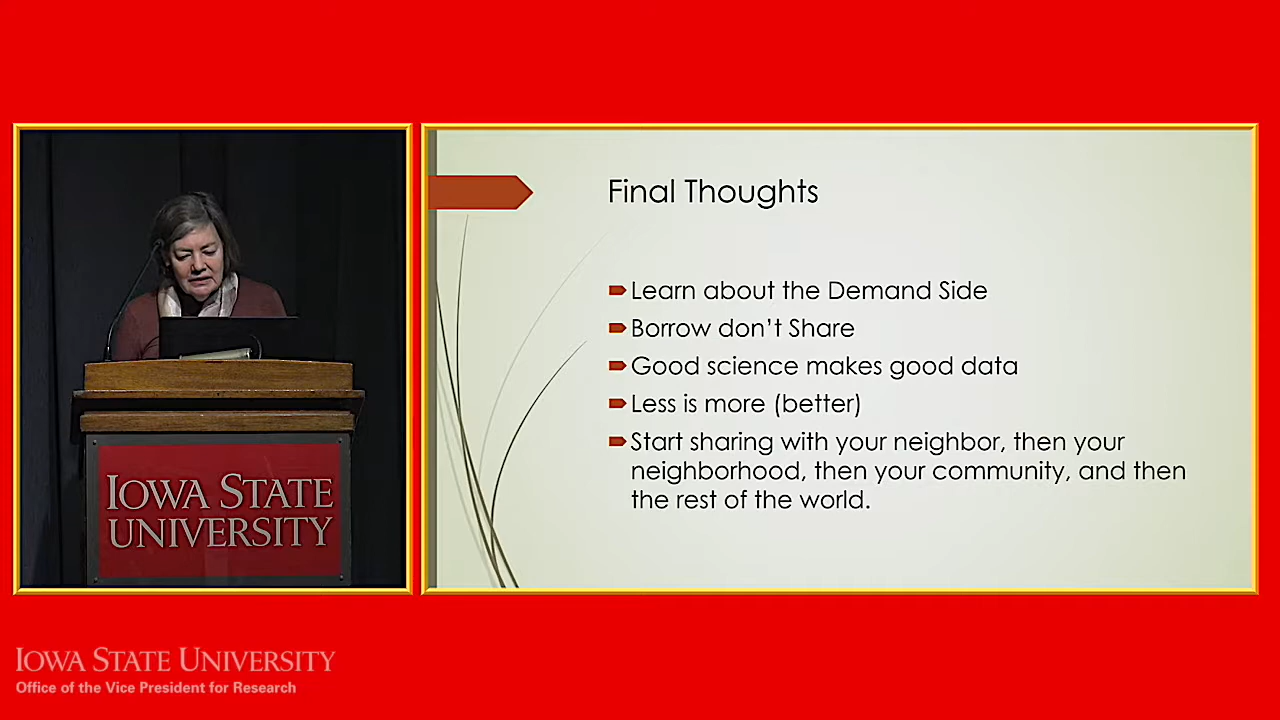 Final Thoughts
Learn about the Demand Side
Borrow don't Share
Good science makes good data
Less is more (better)
Start sharing with your neighbor, then your
neighborhood, then your community, and then
the rest of the world.
IOWA STATE
UNIVERSITY
IOWA STATE UNIVERSITY
Office of the Vice President for Research